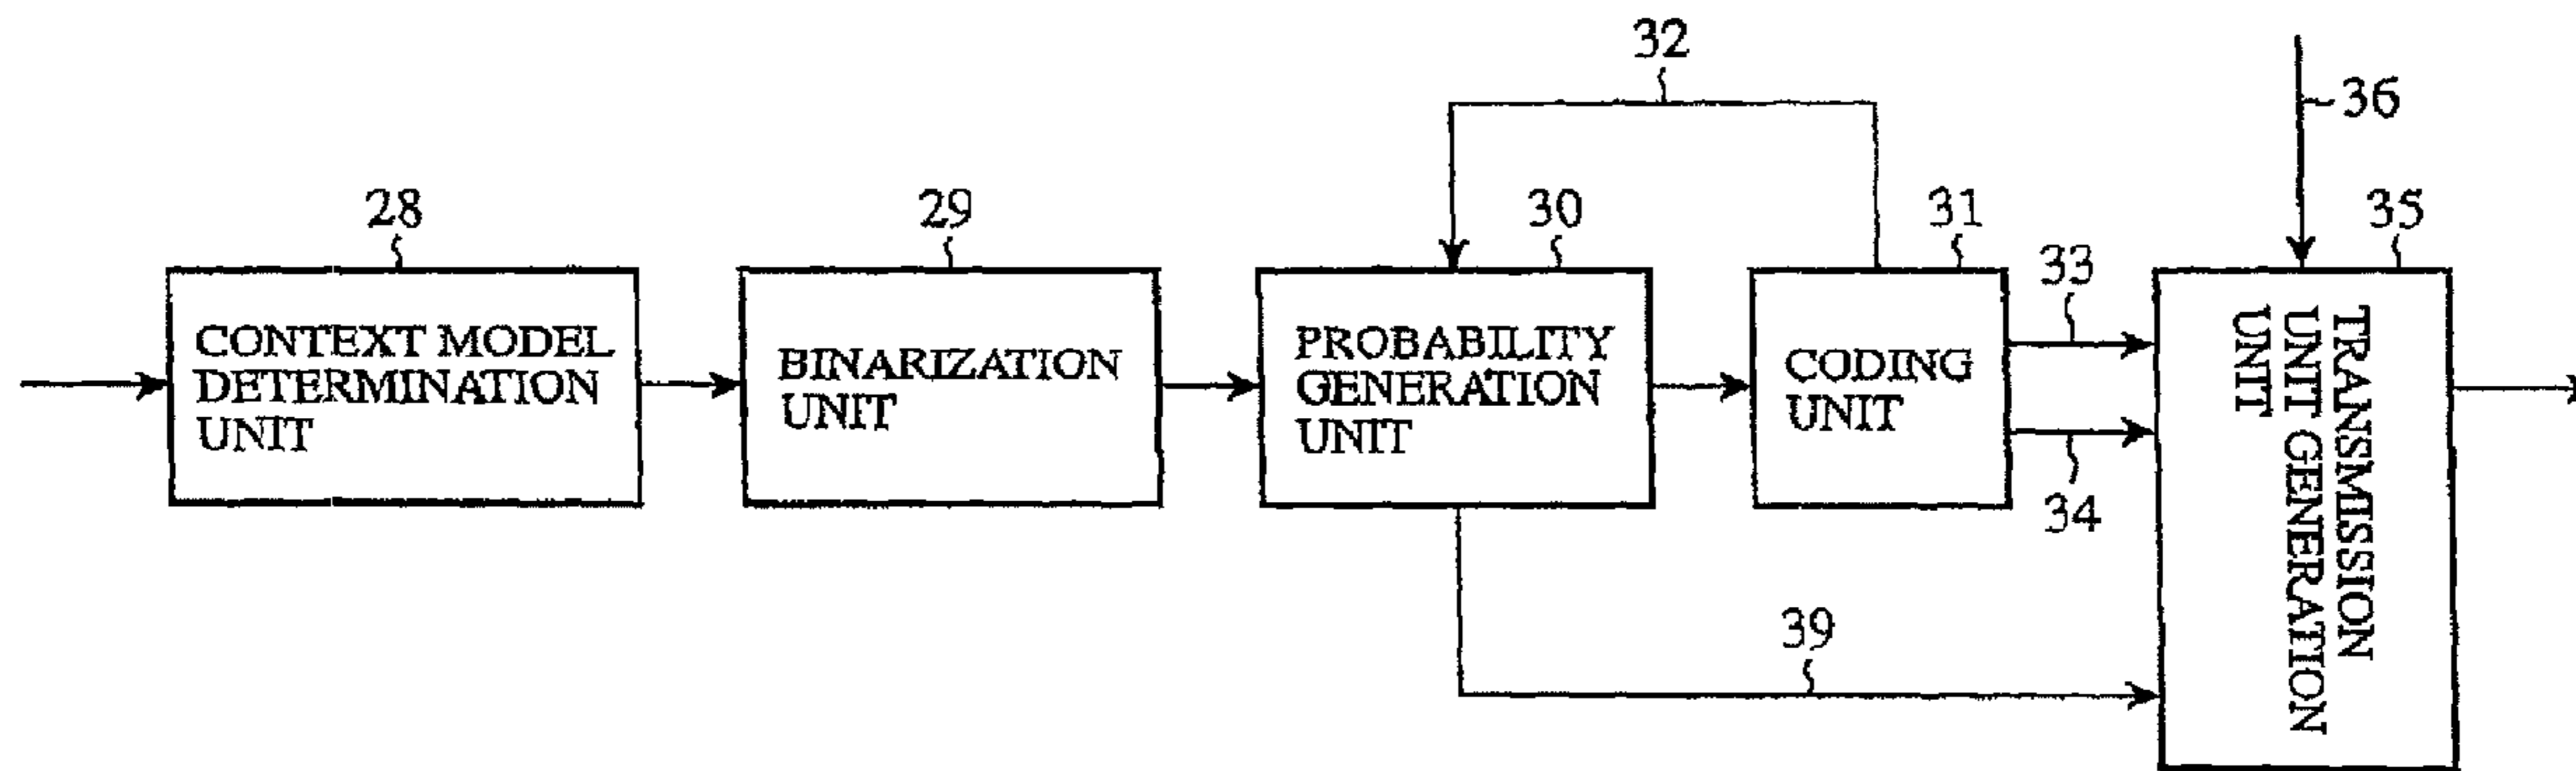 32
36
28
29
30
31
35
33
CONTEXT MODEL
DETERMINATION
UNIT
BINARIZATION
UNIT
PROBABILITY
GENERATION
UNIT
CODING
UNIT
TRANSMISSION
UNIT GENERATION
UNIT
34
39